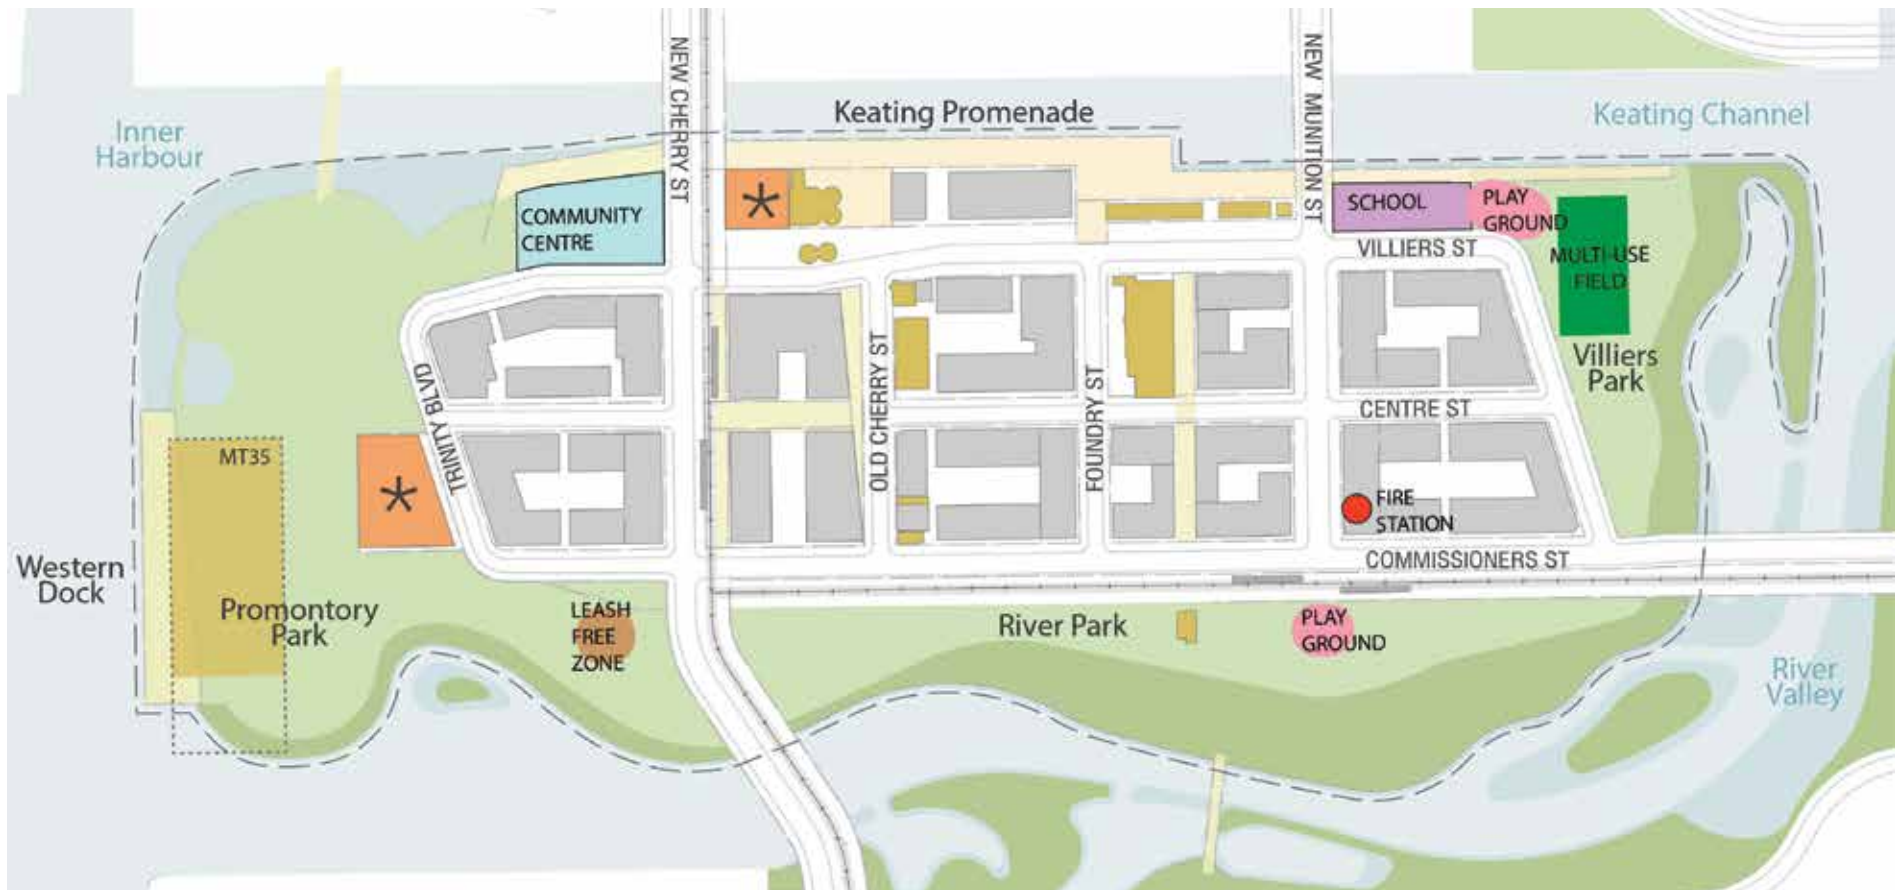 NEW CHERRY ST
NEW MUNITION ST
Keating Promenade
Keating Channel
Inner
Harbour
COMMUNITY
CENTRE
*
SCHOOL
PLAY
GROUND
VILLIERS ST
MULTI-USE
FIELD
Villiers
Park
TRINITY BLVD
OLD CHERRY ST
FOUNDRY ST
CENTRE ST
MT35
*
FIRE
STATION
COMMISSIONERS ST
Western
Dock
Promontory
Park
LEASH
FREE
ZONE
River Park
PLAY
GROUND
River
Valley